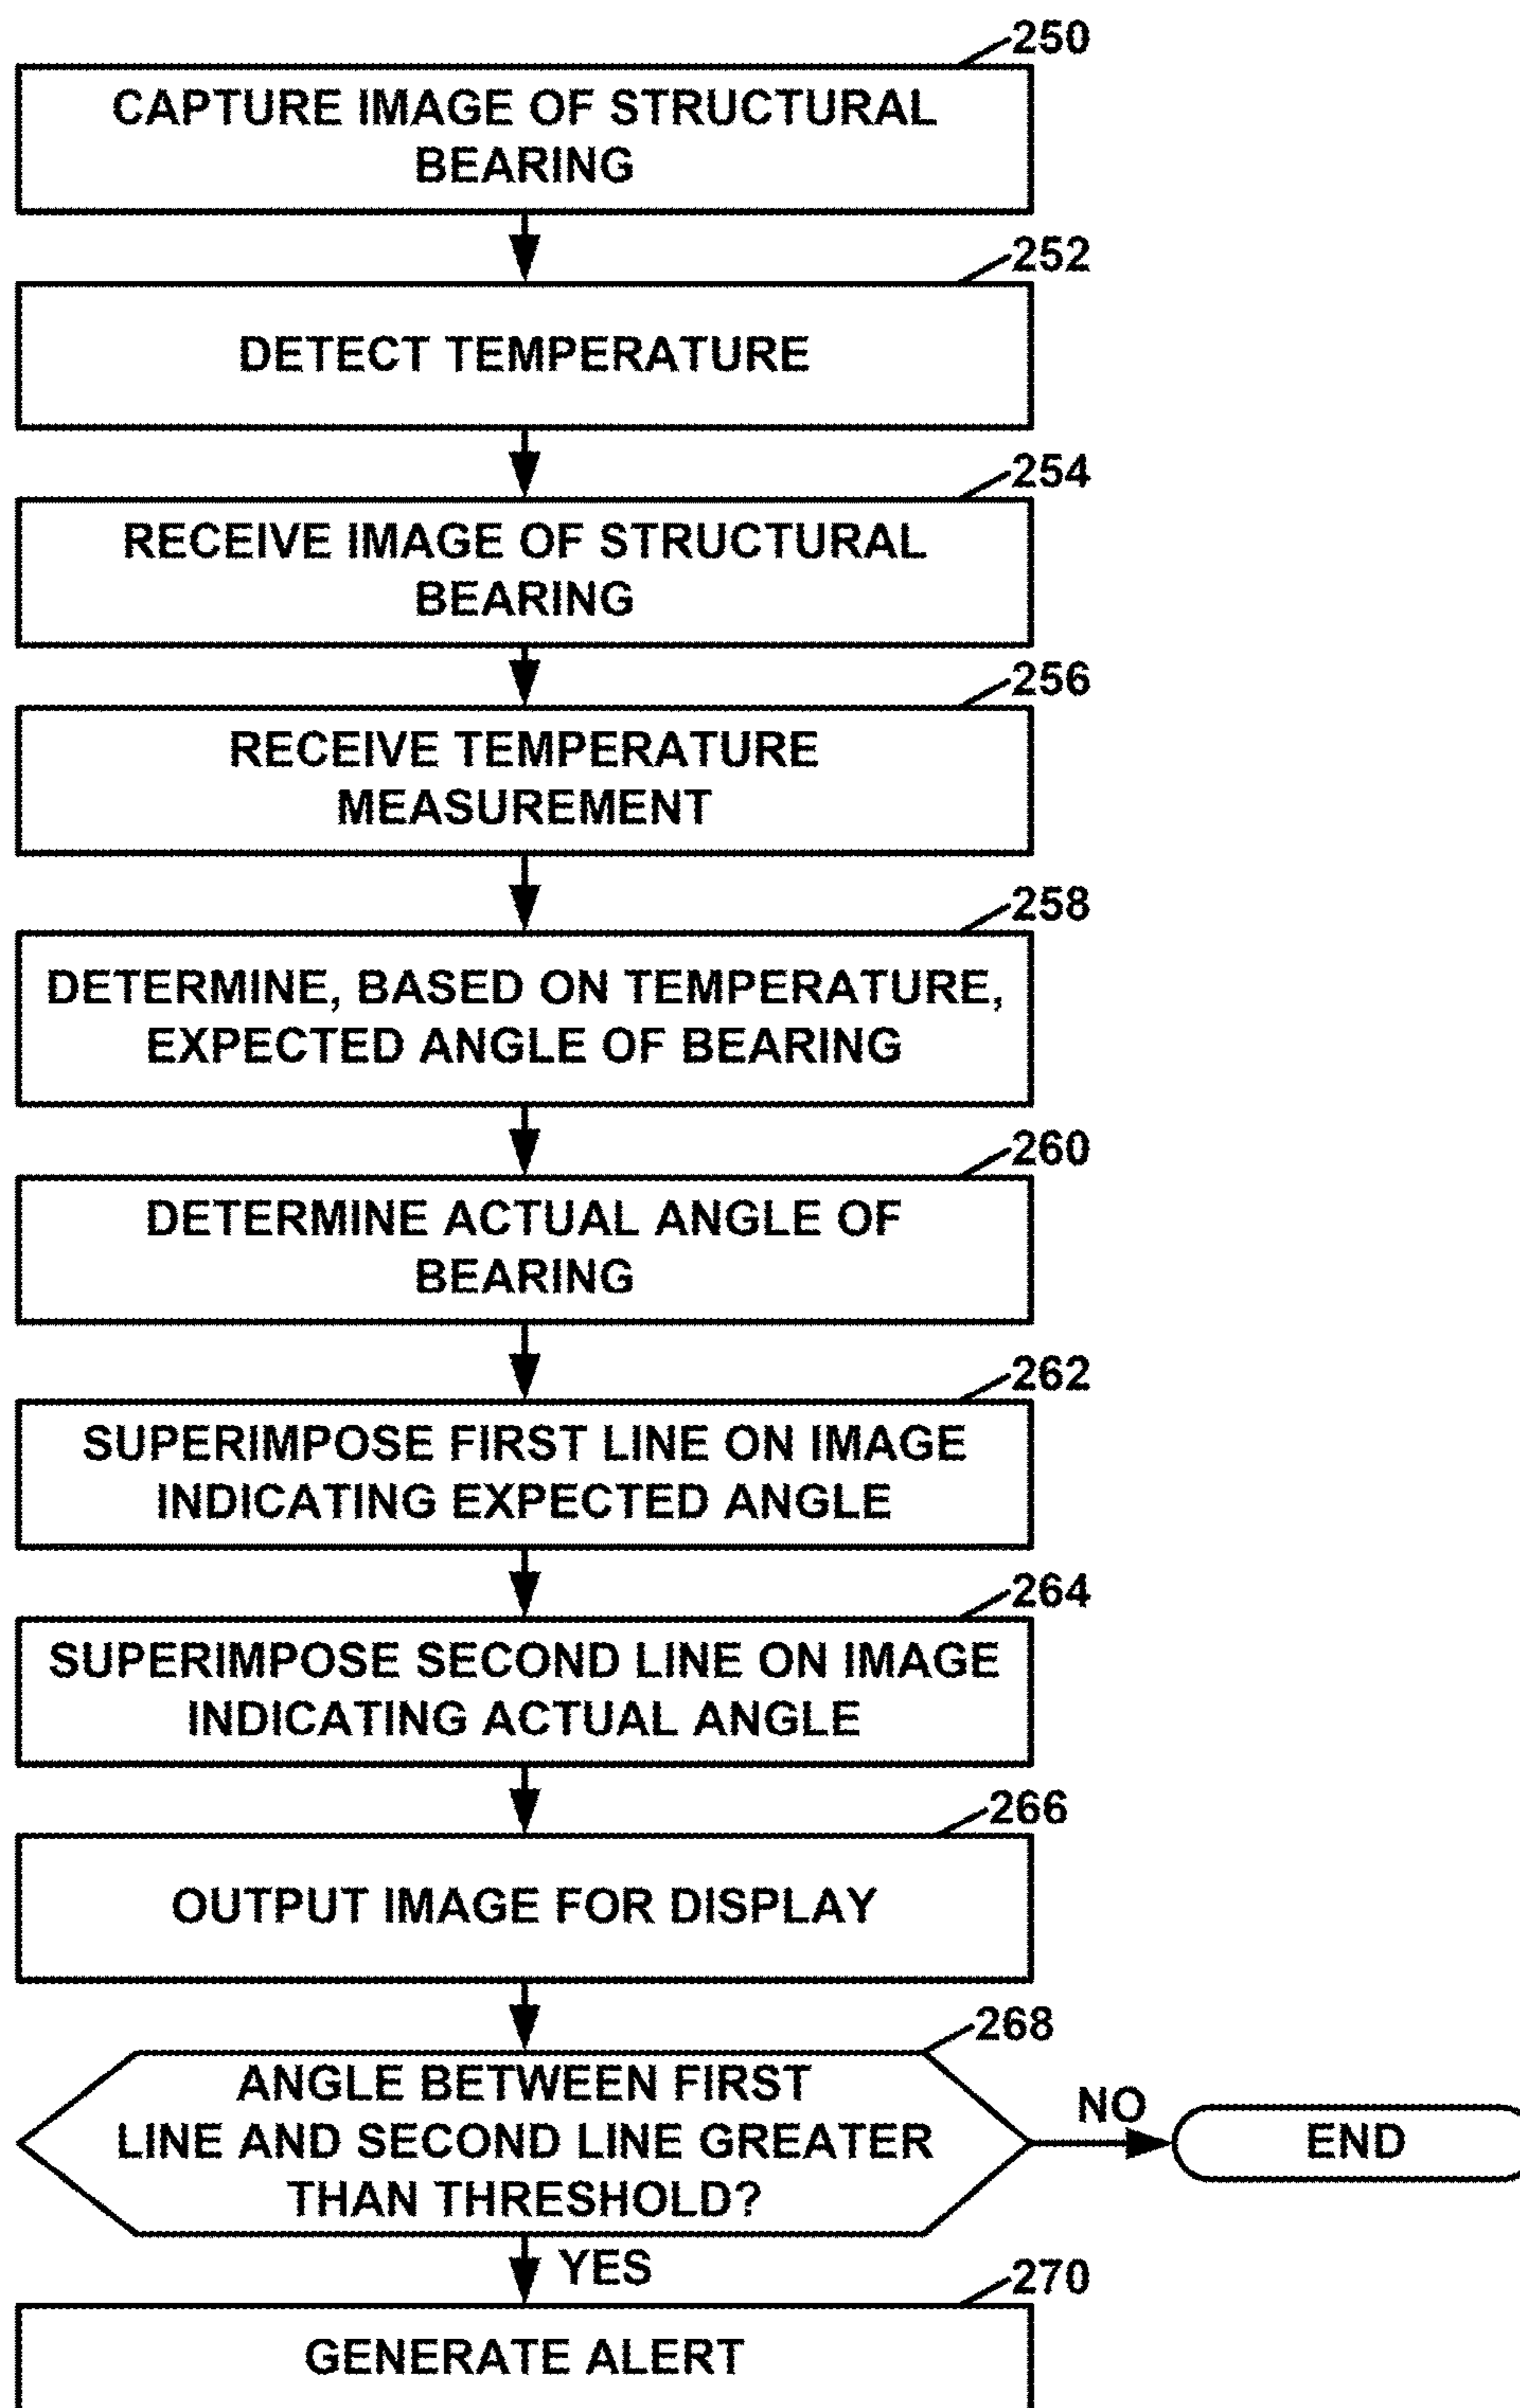 250
CAPTURE IMAGE OF STRUCTURAL
BEARING
252
DETECT TEMPERATURE
254
RECEIVE IMAGE OF STRUCTURAL
BEARING
256
RECEIVE TEMPERATURE
MEASUREMENT
258
DETERMINE, BASED ON TEMPERATURE,
EXPECTED ANGLE OF BEARING
260
DETERMINE ACTUAL ANGLE OF
BEARING
262
SUPERIMPOSE FIRST LINE ON IMAGE
INDICATING EXPECTED ANGLE
264
SUPERIMPOSE SECOND LINE ON IMAGE
INDICATING ACTUAL ANGLE
266
OUTPUT IMAGE FOR DISPLAY
268
ANGLE BETWEEN FIRST
LINE AND SECOND LINE GREATER
THAN THRESHOLD?
NO
END
YES
270
GENERATE ALERT